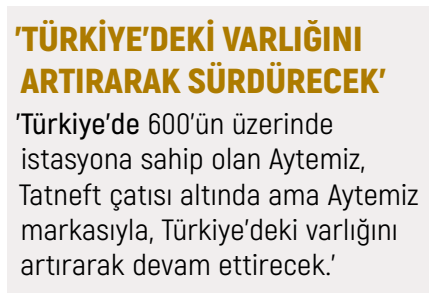 'TÜRKİYE'DEKİ VARLIĞINI
ARTIRARAK SÜRDÜRECEK'
'Türkiye'de 600'ün üzerinde
istasyona sahip olan Aytemiz,
Tatneft çatısı altında ama Aytemiz
markasıyla, Türkiye'deki varlığını
artırarak devam ettirecek.'